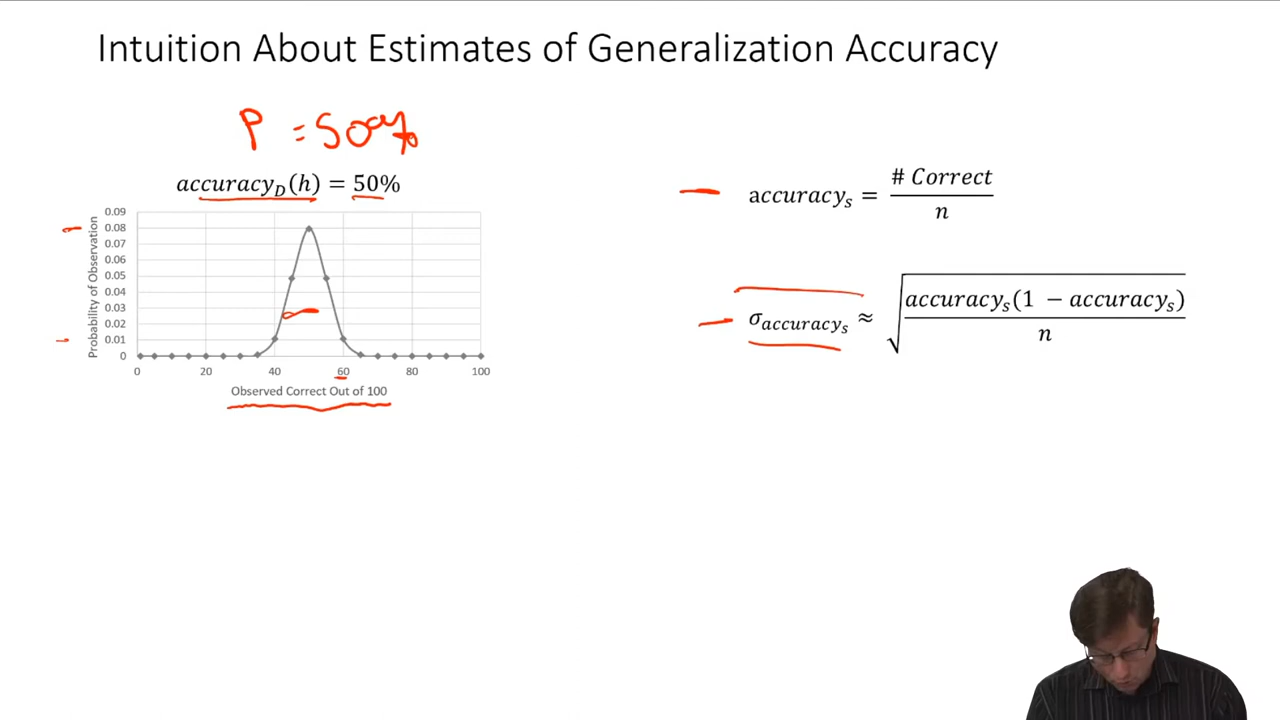 Intuition About Estimates of Generalization Accuracy
P = 50%
accuracy_D(h) = 50%
0.09
0.08
0.07
0.06
0.05
0.04
0.03
0.02
0.01
0
Probability of Observation
0 20 40 60 80 100
Observed Correct Out of 100
accuracy_s = # Correct / n
σ_accuracy_s ≈ √(accuracy_s(1 − accuracy_s) / n)